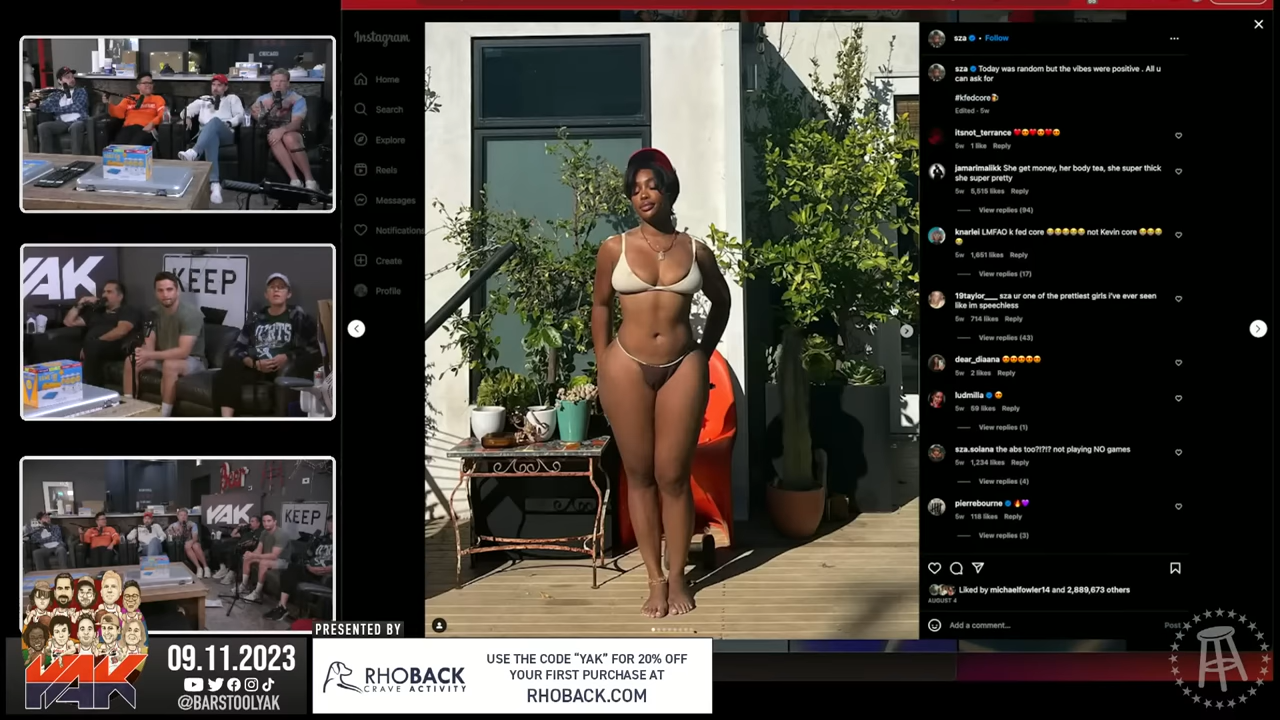 CHICAGO
YAK
KEEP
YAK
KEEP
YAK
PRESENTED BY
09.11.2023
@BARSTOOLYAK
RHOBACK
CRAVE ACTIVITY
USE THE CODE “YAK” FOR 20% OFF
YOUR FIRST PURCHASE AT
RHOBACK.COM
Instagram
Home
Search
Explore
Reels
Messages
Notifications
Create
Profile
sza • Follow
sza Today was random but the vibes were positive . All u
can ask for
#kfedcore
Edited · 5w
itsnot_terrance ❤️😍❤️😍❤️😍
5w 1 like Reply
jamarimalikk She get money, her body tea, she super thick
she super pretty
5w 5,515 likes Reply
View replies (94)
knarlei LMFAO k fed core 😭😭😭😭😭 not Kevin core 😭😭😭
😭
5w 1,651 likes Reply
View replies (17)
19taylor____ sza ur one of the prettiest girls i've ever seen
like im speechless
5w 714 likes Reply
View replies (43)
dear_diaana 😍😍😍😍😍
5w 2 likes Reply
ludmilla 😍
5w 59 likes Reply
View replies (1)
sza.solana the abs too?!?!? not playing NO games
5w 1,234 likes Reply
View replies (4)
pierrebourne 🔥💜
5w 118 likes Reply
View replies (3)
Liked by michaelfowler14 and 2,889,673 others
AUGUST 4
Add a comment...
Post